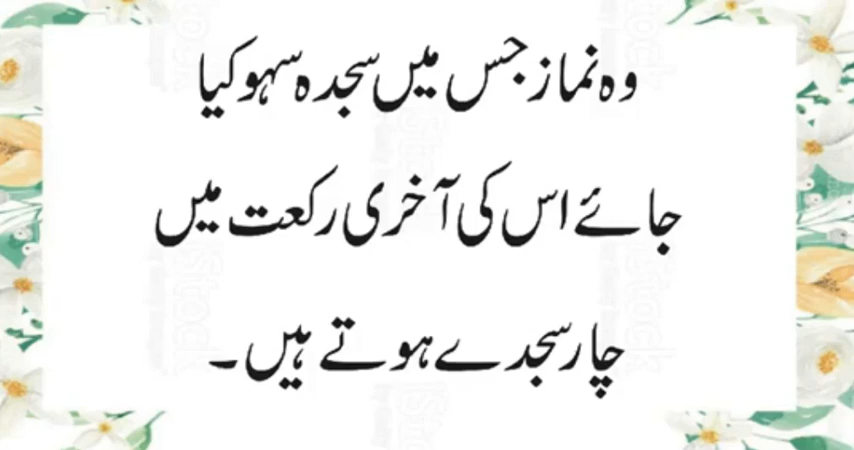 وہ نماز جس میں سجدہ سہو کیا
جائے اس کی آخری رکعت میں
چار سجدے ہوتے ہیں۔